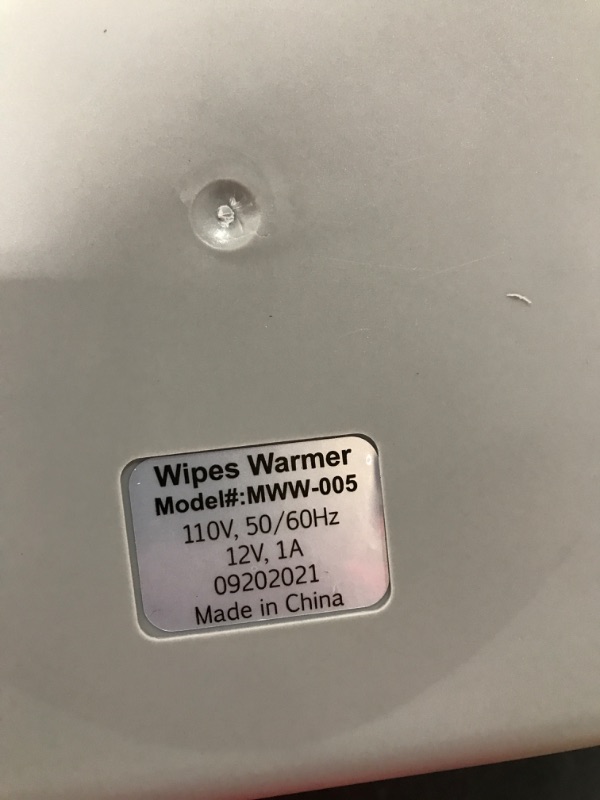 Wipes Warmer
Model#:MWW-005
110V, 50/60Hz
12V, 1A
09202021
Made in China